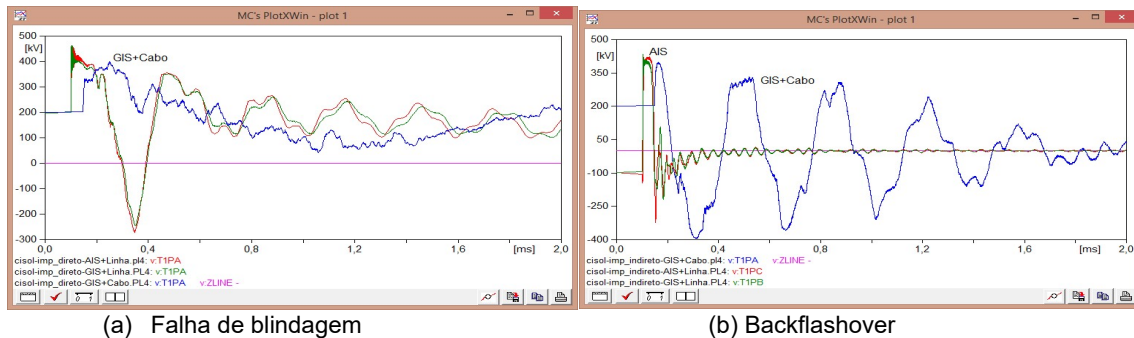 MC's PlotXWin - plot 1
500
[kV]
400
300
200
100
0
-100
-200
-300
GIS+Cabo
0,0
0,4
0,8
1,2
1,6
[ms]
2,0
cisol-imp_direto-AIS+Linha.pl4: v:T1PA
cisol-imp_direto-GIS+Linha.PL4: v:T1PA
cisol-imp_direto-GIS+Cabo.pl4: v:T1PA v:ZLINE -
(a) Falha de blindagem
MC's PlotXWin - plot 1
500
[kV]
350
200
50
-100
-250
-400
AIS
GIS+Cabo
0,0
0,4
0,8
1,2
1,6
[ms]
2,0
cisol-imp_indireto-GIS+Cabo.pl4: v:T1PA v:ZLINE -
cisol-imp_indireto-AIS+Linha.PL4: v:T1PC
cisol-imp_indireto-GIS+Linha.PL4: v:T1PB
(b) Backflashover